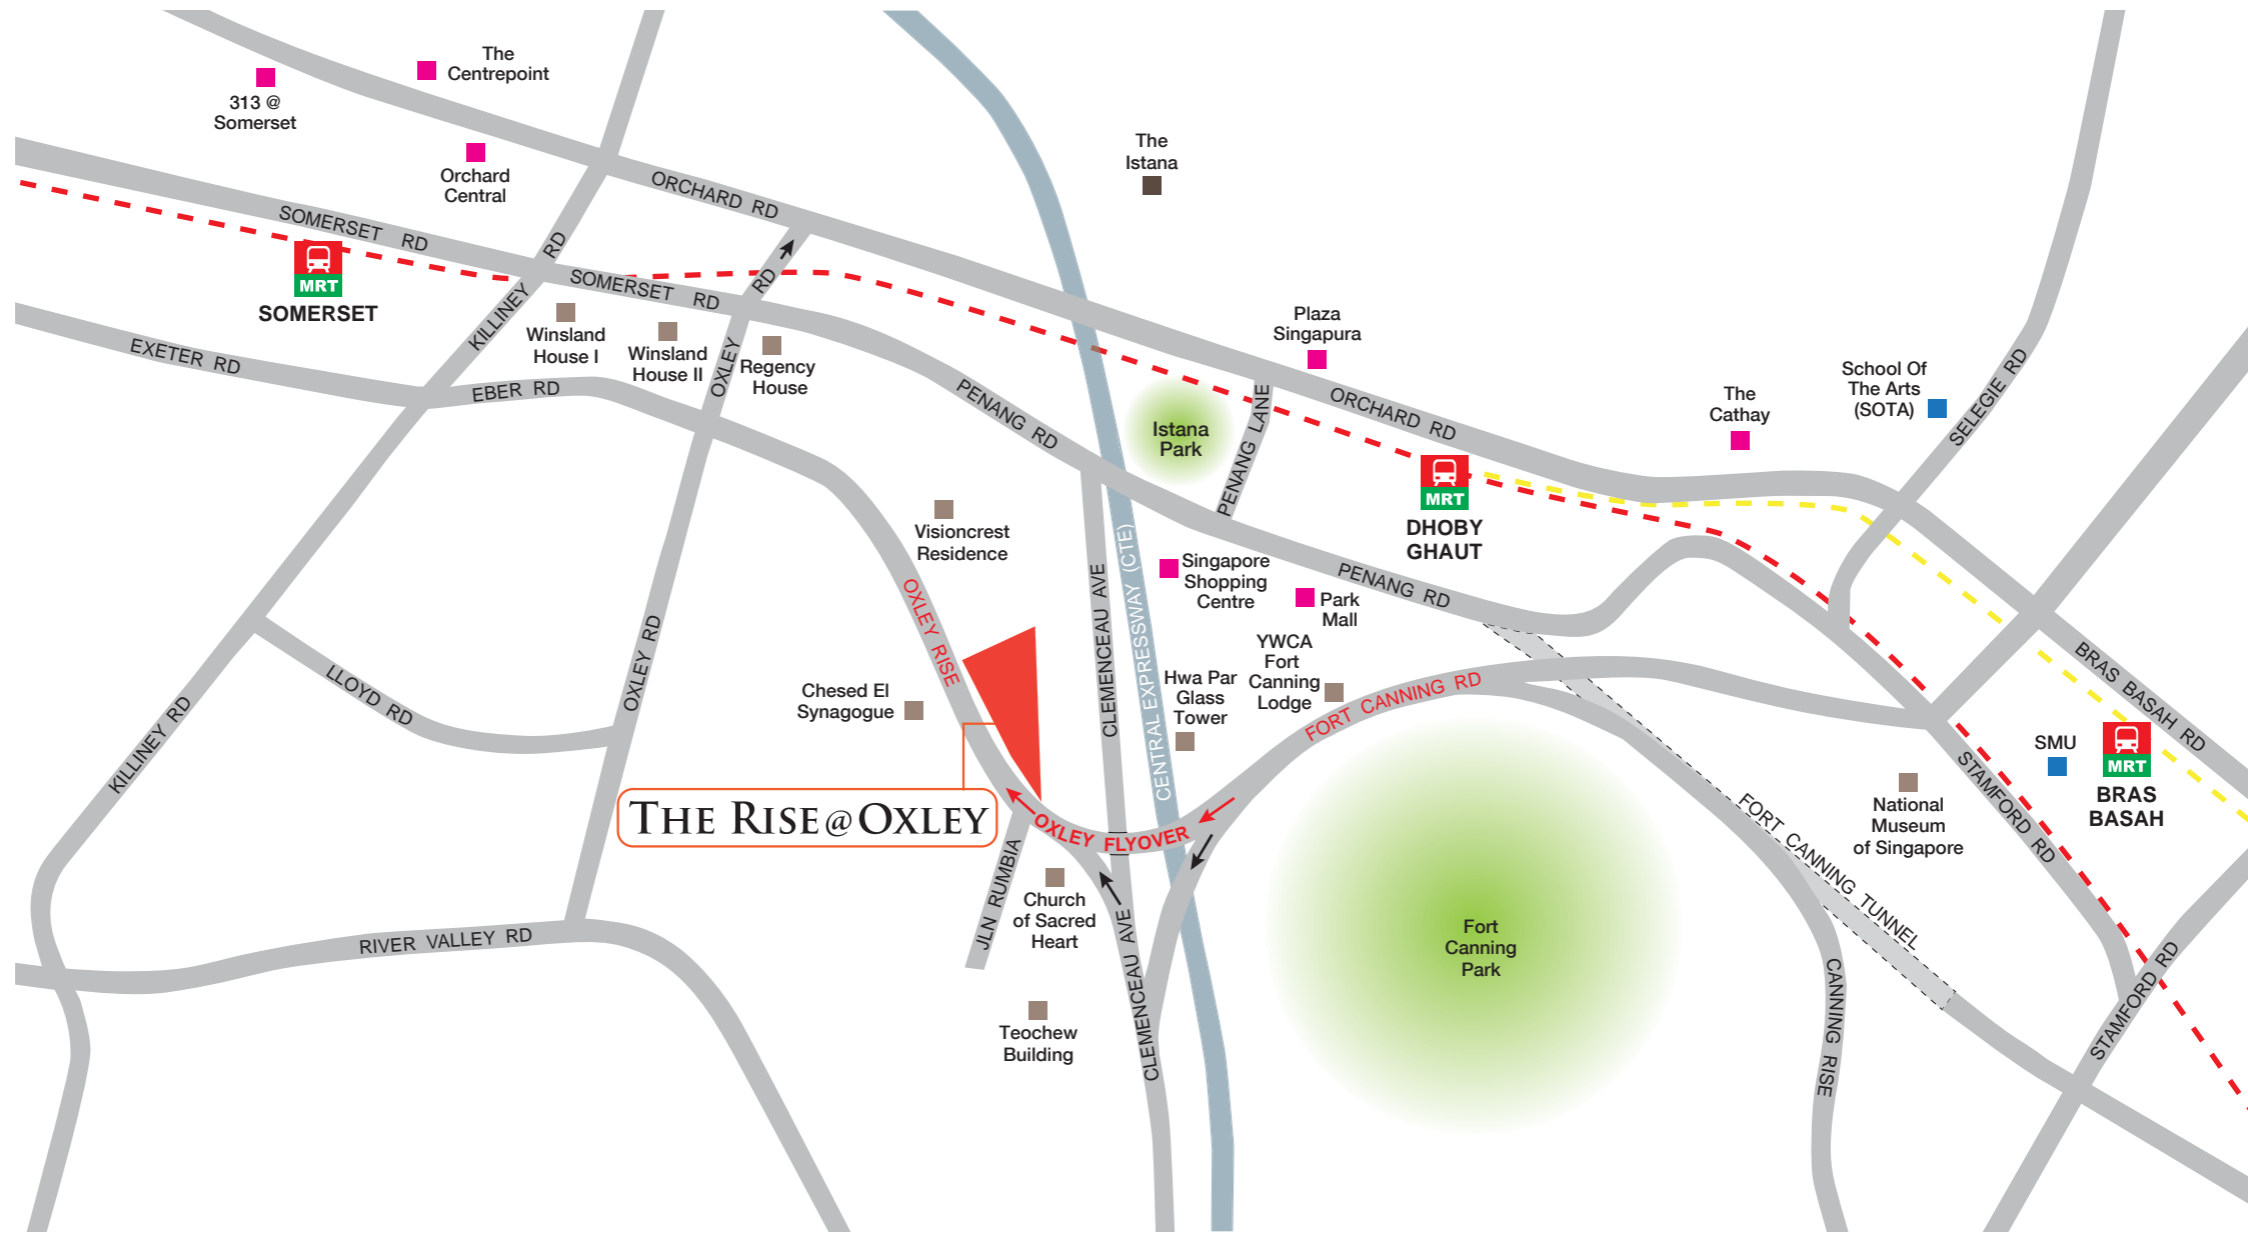 The
Centrepoint
313 @
Somerset
Orchard
Central
The
Istana
ORCHARD RD
SOMERSET RD
KILLINEY RD
MRT
SOMERSET
SOMERSET RD
OXLEY RD
EXETER RD
EBER RD
Winsland
House I
Winsland
House II
Regency
House
PENANG RD
Plaza
Singapura
Istana
Park
PENANG LANE
ORCHARD RD
The
Cathay
School Of
The Arts
(SOTA)
SELEGIE RD
MRT
DHOBY
GHAUT
Visioncrest
Residence
OXLEY RISE
CLEMENCEAU AVE
CENTRAL EXPRESSWAY (CTE)
Singapore
Shopping
Centre
Park
Mall
PENANG RD
YWCA
Fort
Canning
Lodge
Hwa Par
Glass
Tower
FORT CANNING RD
LLOYD RD
OXLEY RD
KILLINEY RD
Chesed El
Synagogue
THE RISE@OXLEY
OXLEY FLYOVER
JLN RUMBIA
Church
of Sacred
Heart
CLEMENCEAU AVE
Teochew
Building
RIVER VALLEY RD
Fort
Canning
Park
FORT CANNING TUNNEL
CANNING RISE
National
Museum
of Singapore
STAMFORD RD
SMU
BRAS BASAH RD
MRT
BRAS
BASAH
STAMFORD RD